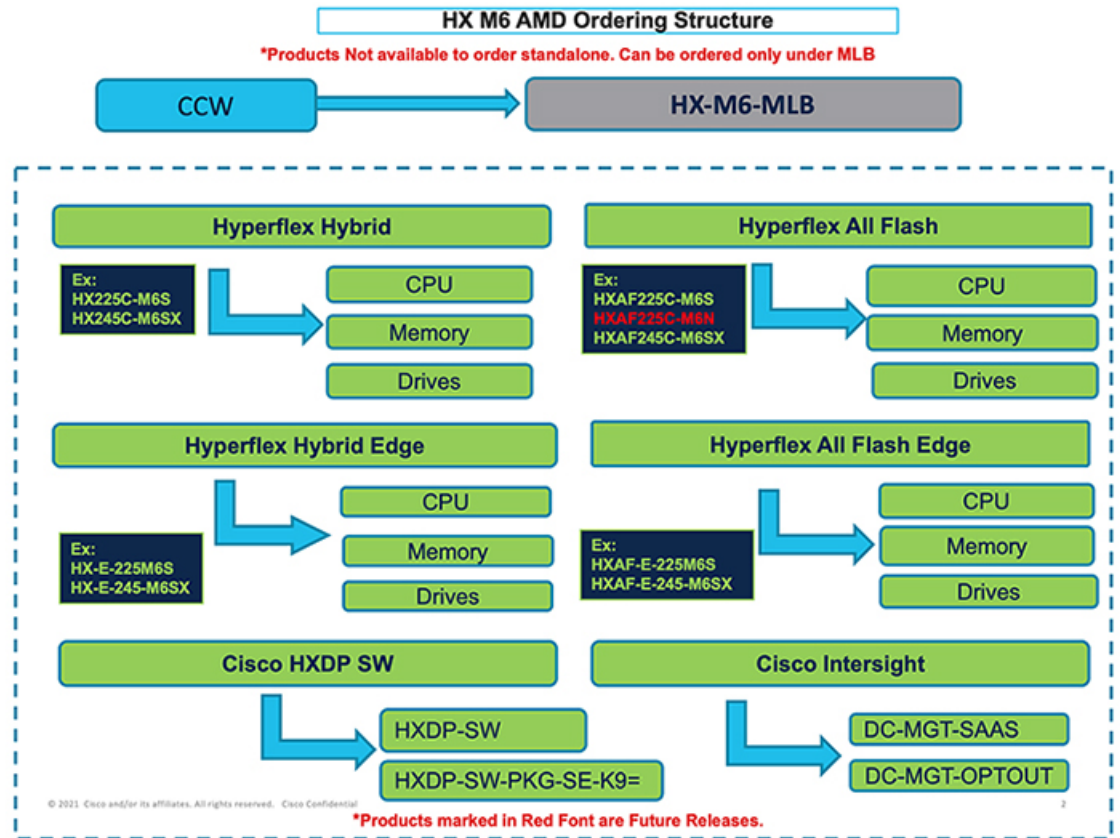 HX M6 AMD Ordering Structure
*Products Not available to order standalone. Can be ordered only under MLB
CCW
HX-M6-MLB
Hyperflex Hybrid
Ex:
HX225C-M6S
HX245C-M6SX
CPU
Memory
Drives
Hyperflex All Flash
Ex:
HXAF225C-M6S
HXAF225C-M6N
HXAF245C-M6SX
CPU
Memory
Drives
Hyperflex Hybrid Edge
Ex:
HX-E-225M6S
HX-E-245-M6SX
CPU
Memory
Drives
Hyperflex All Flash Edge
Ex:
HXAF-E-225M6S
HXAF-E-245-M6SX
CPU
Memory
Drives
Cisco HXDP SW
HXDP-SW
HXDP-SW-PKG-SE-K9=
Cisco Intersight
DC-MGT-SAAS
DC-MGT-OPTOUT
© 2021 Cisco and/or its affiliates. All rights reserved. Cisco Confidential
2
*Products marked in Red Font are Future Releases.